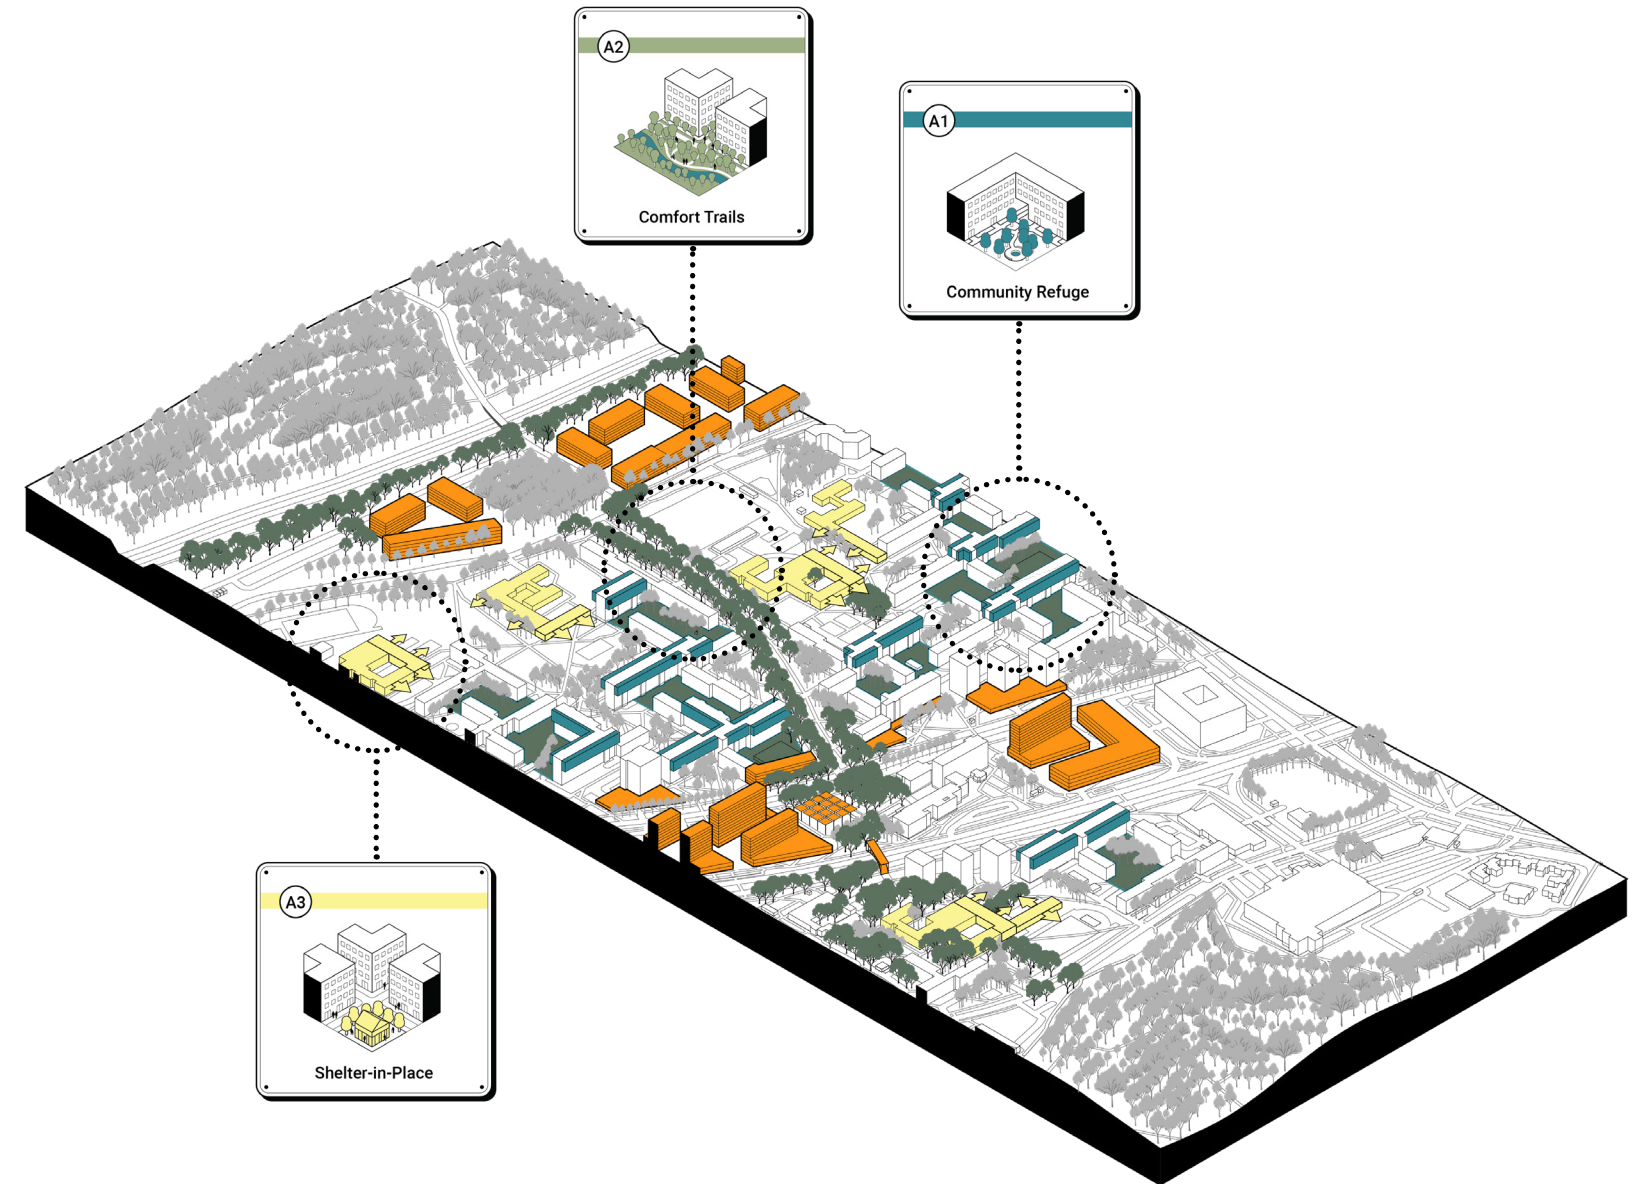 A2
Comfort Trails
A1
Community Refuge
A3
Shelter-in-Place